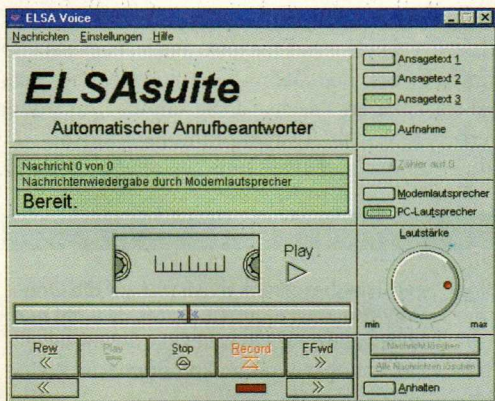 ELSA Voice
Nachrichten Einstellungen Hilfe
ELSAsuite
Automatischer Anrufbeantworter
Nachricht 0 von 0
Nachrichtenwiedergabe durch Modemlautsprecher
Bereit.
Play
Ansagetext 1
Ansagetext 2
Ansagetext 3
Aufnahme
Zähler auf 0
Modemlautsprecher
PC-Lautsprecher
Lautstärke
min max
Rew Play Stop Record FFwd
Nachricht löschen
Alle Nachrichten löschen
Anhalten